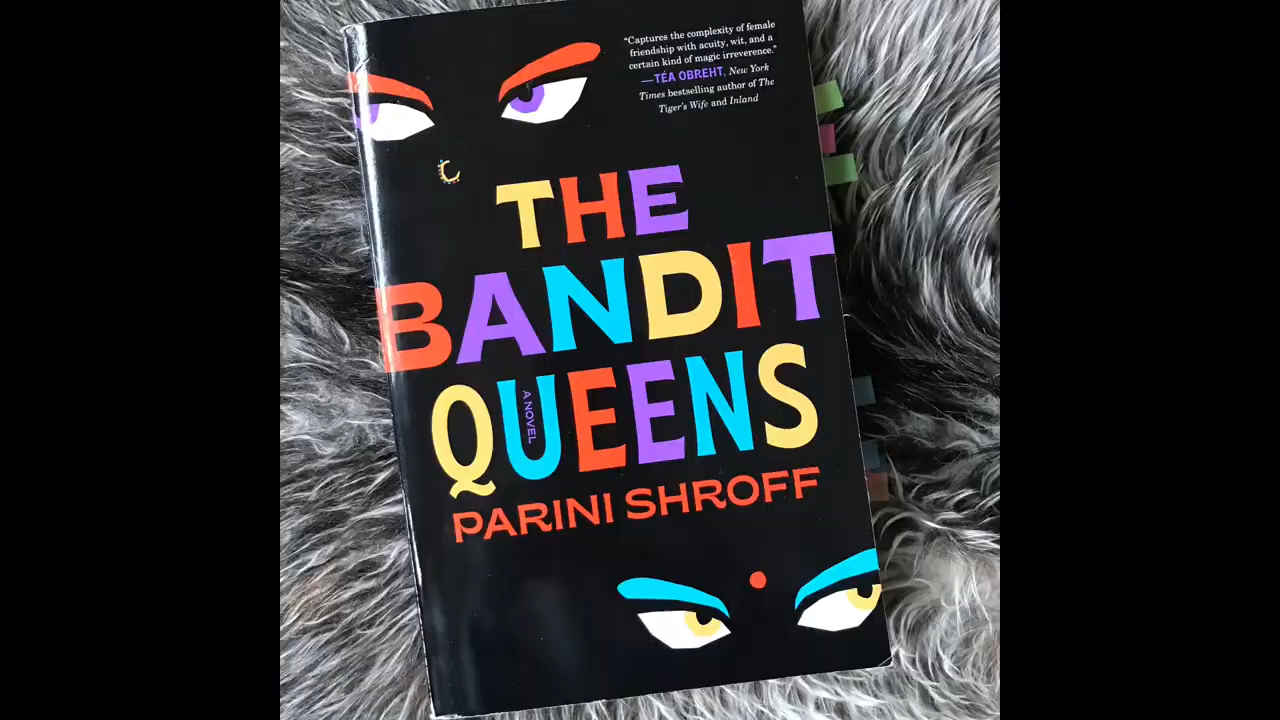 “Captures the complexity of female
friendship with acuity, wit, and a
certain kind of magic irreverence.”
—TÉA OBREHT, New York
Times bestselling author of The
Tiger’s Wife and Inland
THE
BANDIT
QUEENS
A NOVEL
PARINI SHROFF